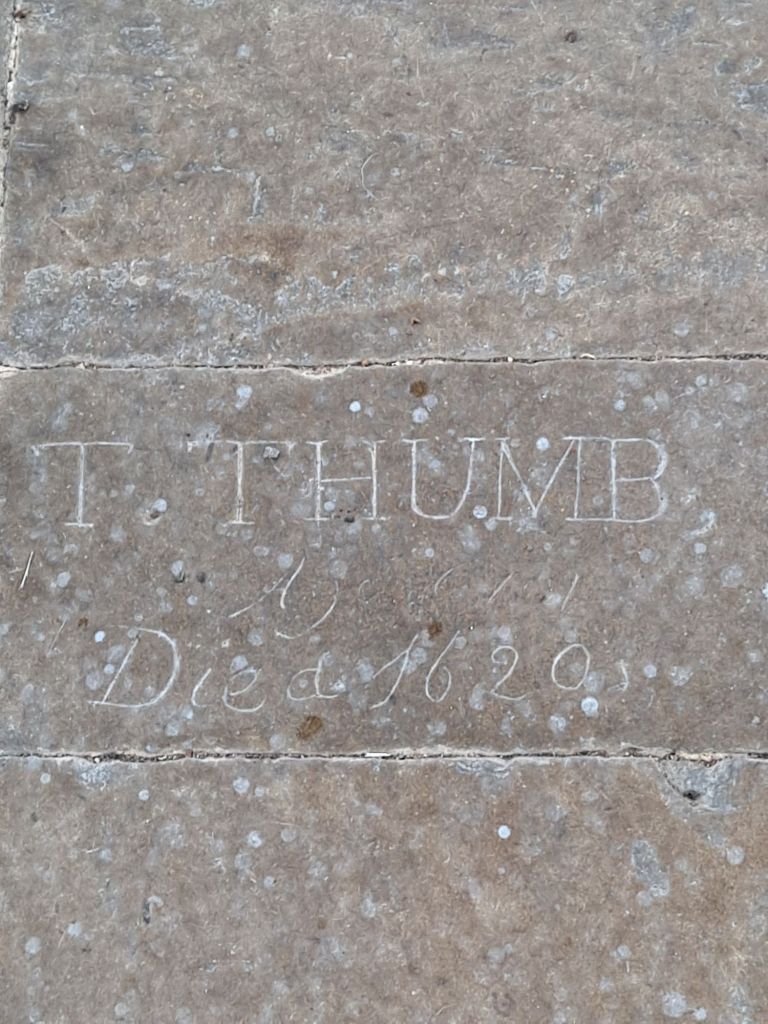 T. THUMB
Died 1620